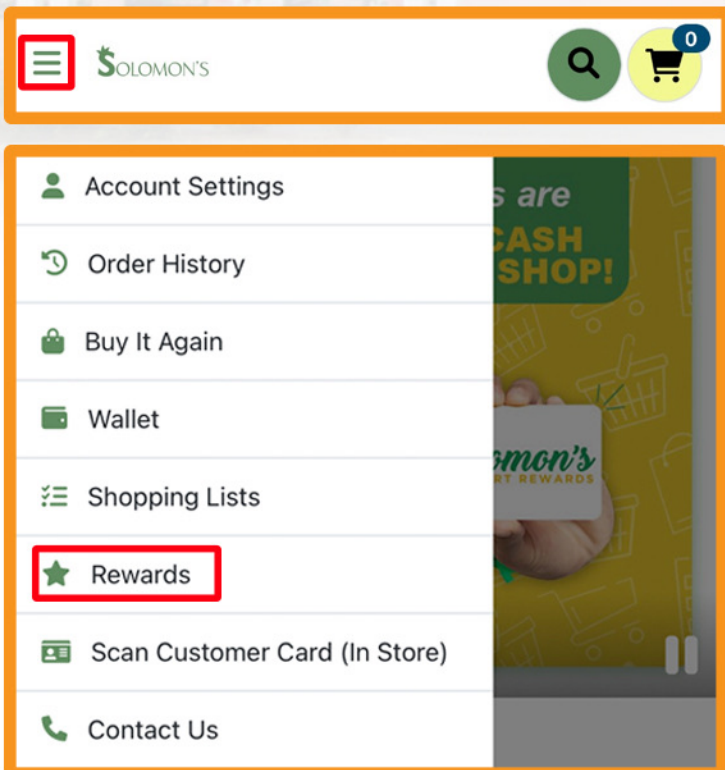 SOLOMON'S
0
Account Settings
s are
CASH
SHOP!
Order History
Buy It Again
Wallet
omon's
RT REWARDS
Shopping Lists
Rewards
Scan Customer Card (In Store)
Contact Us